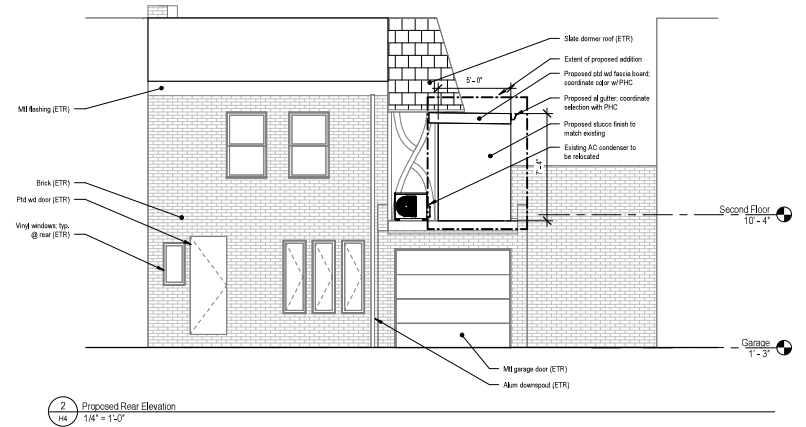 Slate dormer roof (ETR)
Extent of proposed addition
5' - 0"
Proposed ptd wd fascia board;
coordinate color w/ PHC
Mtl flashing (ETR)
Proposed al gutter; coordinate
selection with PHC
Proposed stucco finish to
match existing
Existing AC condenser to
be relocated
7' - 4"
Brick (ETR)
Ptd wd door (ETR)
Vinyl windows; typ.
@ rear (ETR)
Second Floor
10' - 4"
Garage
1' - 3"
Mtl garage door (ETR)
Alum downspout (ETR)
2
H4
Proposed Rear Elevation
1/4" = 1'-0"